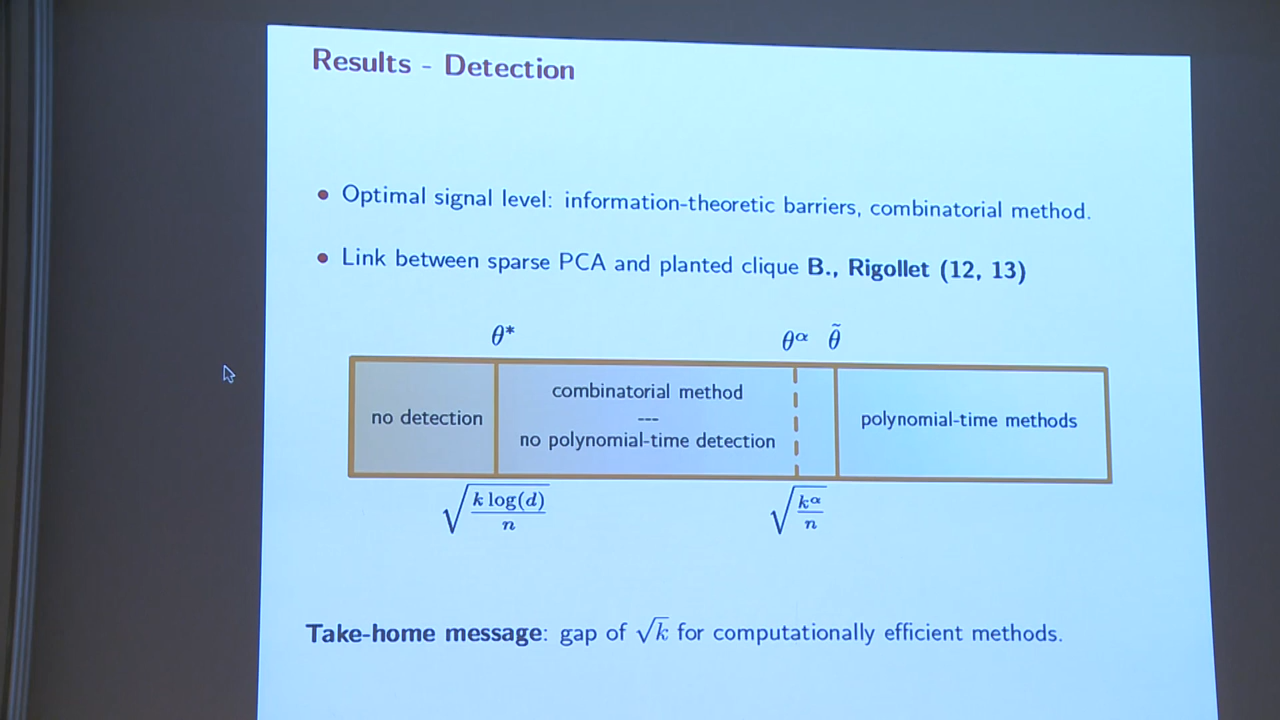 Results - Detection
• Optimal signal level: information-theoretic barriers, combinatorial method.
• Link between sparse PCA and planted clique B., Rigollet (12, 13)
θ* θ^α θ̃
no detection
combinatorial method
---
no polynomial-time detection
polynomial-time methods
√(k log(d)/n) √(k^α/n)
Take-home message: gap of √k for computationally efficient methods.